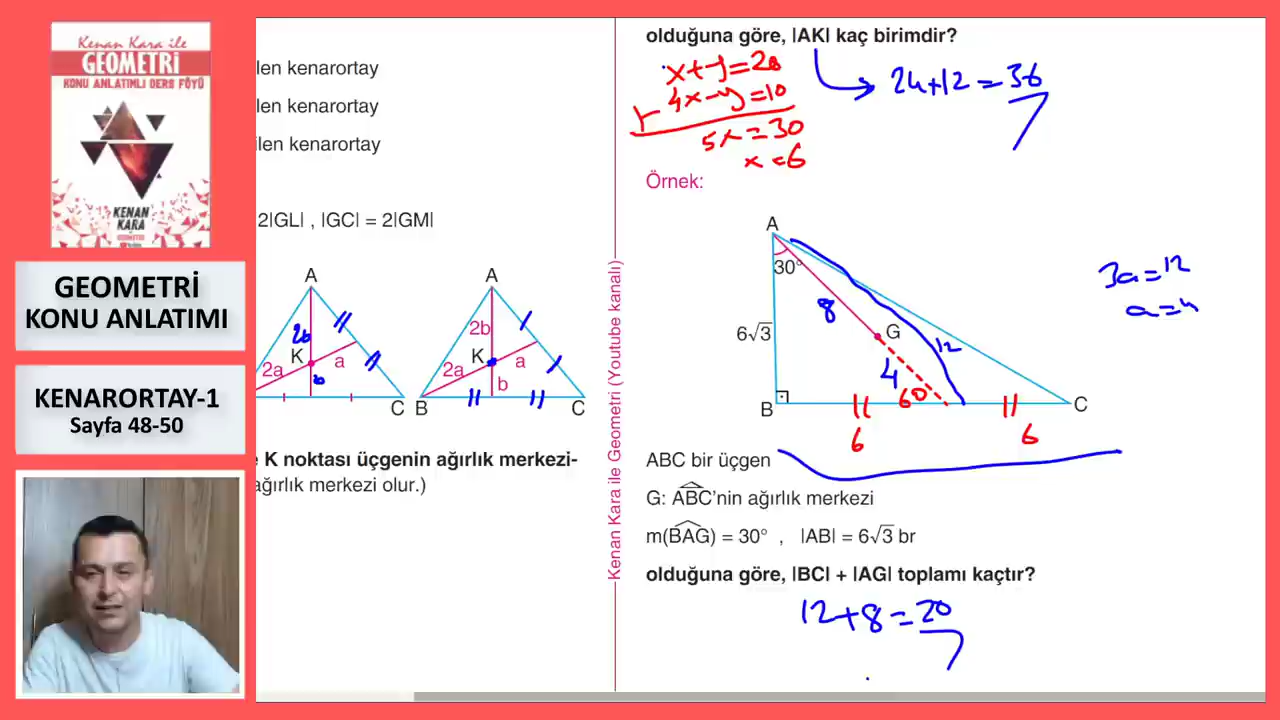 Kenan Kara ile
GEOMETRİ
KONU ANLATIMLI DERS FÖYÜ
KENAN
KARA
GEOMETRİ
KONU ANLATIMI
KENARORTAY-1
Sayfa 48-50
len kenarortay
len kenarortay
ilen kenarortay
2|GL| , |GC| = 2|GM|
A
2b
K
a
2a
b
C
A
2b
K
a
2a
b
B
C
K noktası üçgenin ağırlık merkezi-
ağırlık merkezi olur.)
Kenan Kara ile Geometri (Youtube kanalı)
olduğuna göre, |AK| kaç birimdir?
x+y=20
4x-y=10
5x=30
x=6
24+12=36
Örnek:
A
30°
8
G
12
6√3
4
60
B
C
6
6
3a=12
a=4
ABC bir üçgen
G: ABC'nin ağırlık merkezi
m(BAG) = 30° , |AB| = 6√3 br
olduğuna göre, |BC| + |AG| toplamı kaçtır?
12+8=20